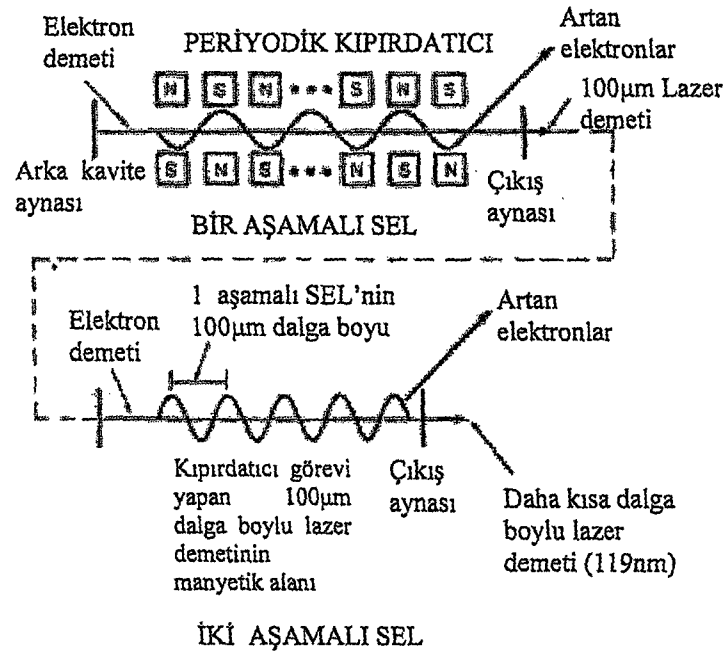 Elektron
demeti
PERİYODİK KIPIRDATICI
Artan
elektronlar
N S N ••• S N S
100µm Lazer
demeti
Arka kavite
aynası
S N S ••• N S N
Çıkış
aynası
BİR AŞAMALI SEL
1 aşamalı SEL'nin
100µm dalga boyu
Elektron
demeti
Artan
elektronlar
Kıpırdatıcı görevi
yapan 100µm
dalga boylu lazer
demetinin
manyetik alanı
Çıkış
aynası
Daha kısa dalga
boylu lazer
demeti (119nm)
İKİ AŞAMALI SEL